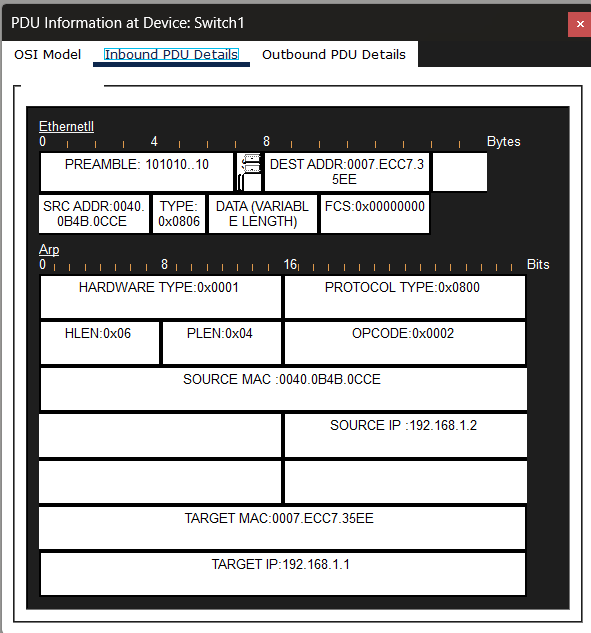 PDU Information at Device: Switch1
OSI Model Inbound PDU Details Outbound PDU Details
EthernetII
0 4 8 Bytes
PREAMBLE: 101010..10
DEST ADDR:0007.ECC7.3
5EE
SRC ADDR:0040.
0B4B.0CCE
TYPE:
0x0806
DATA (VARIABL
E LENGTH)
FCS:0x00000000
Arp
0 8 16 Bits
HARDWARE TYPE:0x0001 PROTOCOL TYPE:0x0800
HLEN:0x06 PLEN:0x04 OPCODE:0x0002
SOURCE MAC :0040.0B4B.0CCE
SOURCE IP :192.168.1.2
TARGET MAC:0007.ECC7.35EE
TARGET IP:192.168.1.1